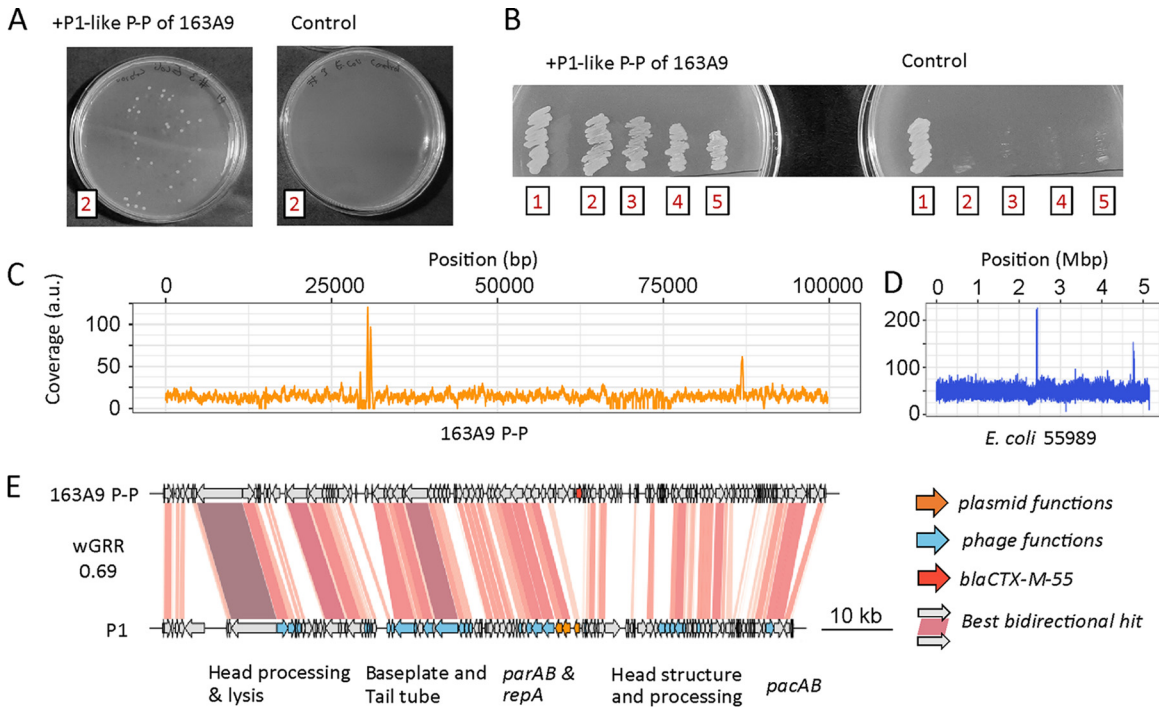 A
+P1-like P-P of 163A9
Control
2
2
B
+P1-like P-P of 163A9
Control
1
2
3
4
5
1
2
3
4
5
C
Position (bp)
0
25000
50000
75000
100000
Coverage (a.u.)
100
50
0
163A9 P-P
D
Position (Mbp)
0 1 2 3 4 5
200
100
0
E. coli 55989
E
163A9 P-P
wGRR
0.69
P1
10 kb
Head processing
& lysis
Baseplate and
Tail tube
parAB &
repA
Head structure
and processing
pacAB
plasmid functions
phage functions
blaCTX-M-55
Best bidirectional hit